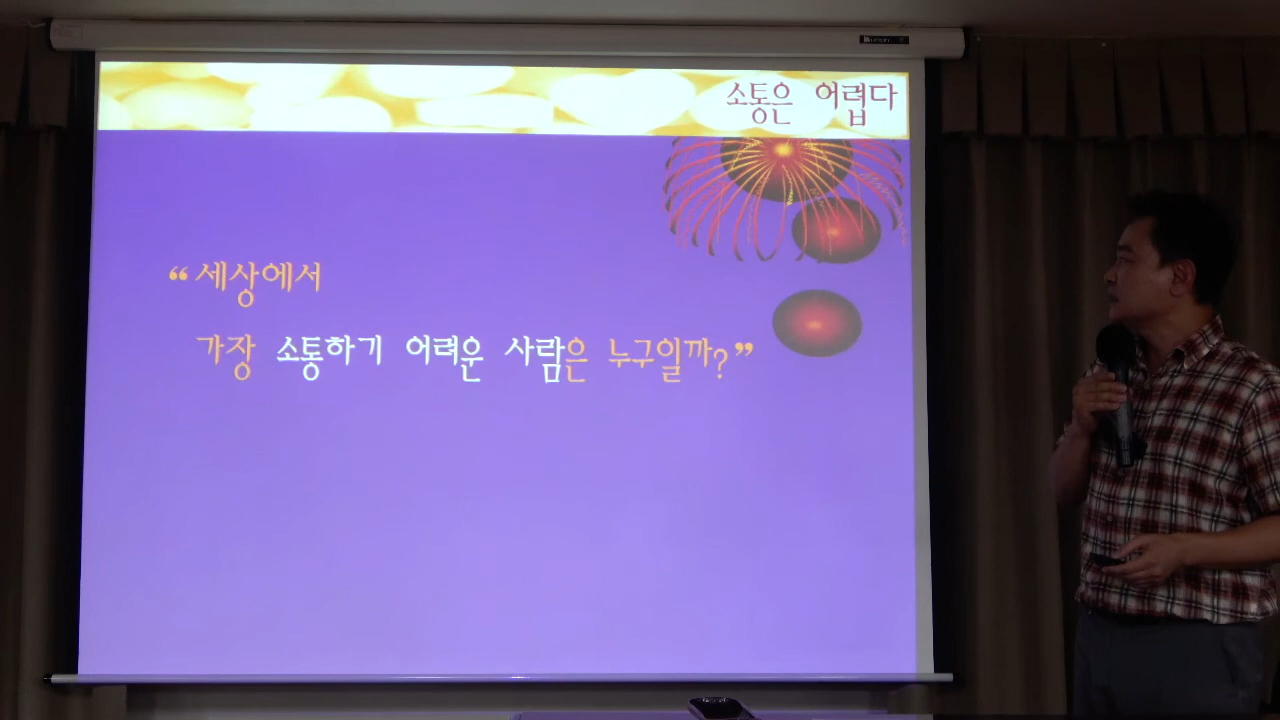 소통은 어렵다
“세상에서
가장 소통하기 어려운 사람은 누구일까?”